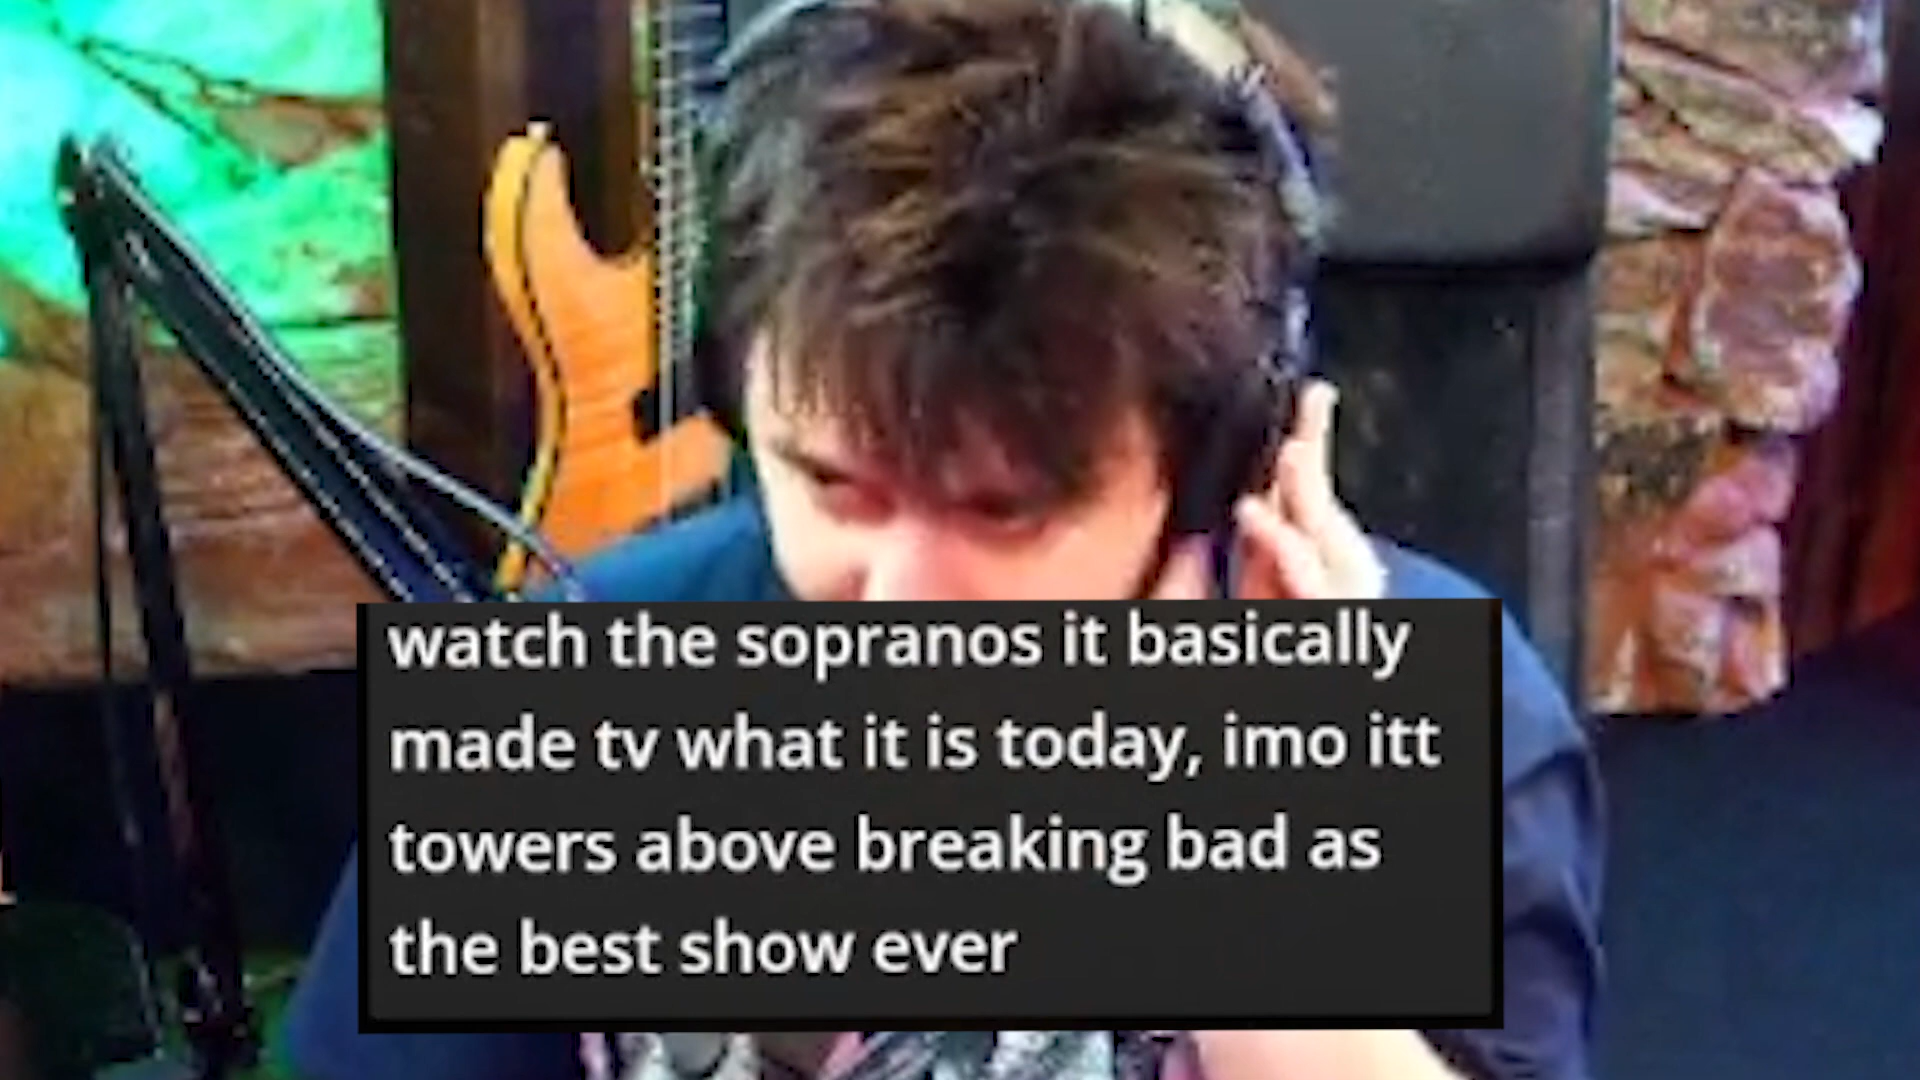 watch the sopranos it basically
made tv what it is today, imo itt
towers above breaking bad as
the best show ever